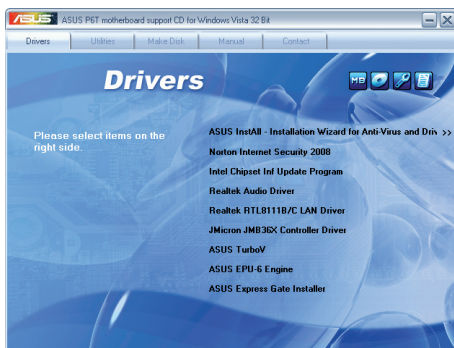 ASUS ASUS P6T motherboard support CD for Windows Vista 32 Bit
Drivers Utilities Make Disk Manual Contact
Drivers
MB
Please select items on the
right side.
ASUS InstAll - Installation Wizard for Anti-Virus and Driv >>
Norton Internet Security 2008
Intel Chipset Inf Update Program
Realtek Audio Driver
Realtek RTL8111B/C LAN Driver
JMicron JMB36X Controller Driver
ASUS TurboV
ASUS EPU-6 Engine
ASUS Express Gate Installer